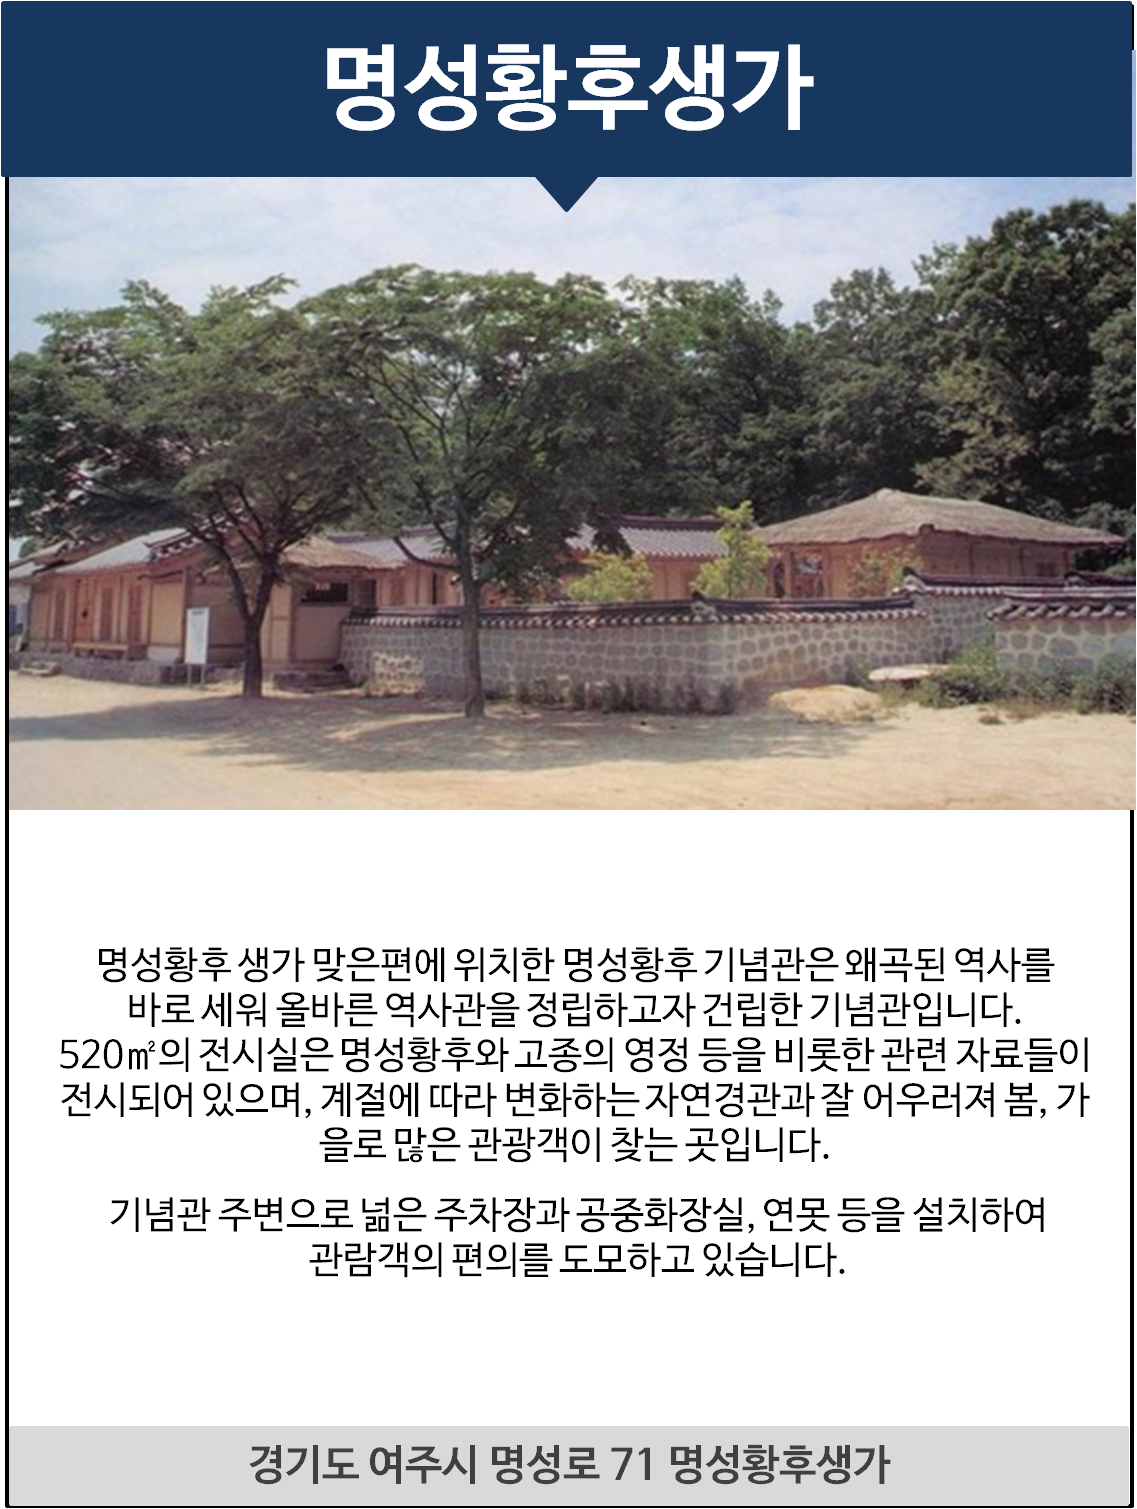 명성황후생가
명성황후 생가 맞은편에 위치한 명성황후 기념관은 왜곡된 역사를
바로 세워 올바른 역사관을 정립하고자 건립한 기념관입니다.
520㎡의 전시실은 명성황후와 고종의 영정 등을 비롯한 관련 자료들이
전시되어 있으며, 계절에 따라 변화하는 자연경관과 잘 어우러져 봄, 가
을로 많은 관광객이 찾는 곳입니다.
기념관 주변으로 넓은 주차장과 공중화장실, 연못 등을 설치하여
관람객의 편의를 도모하고 있습니다.
경기도 여주시 명성로 71 명성황후생가